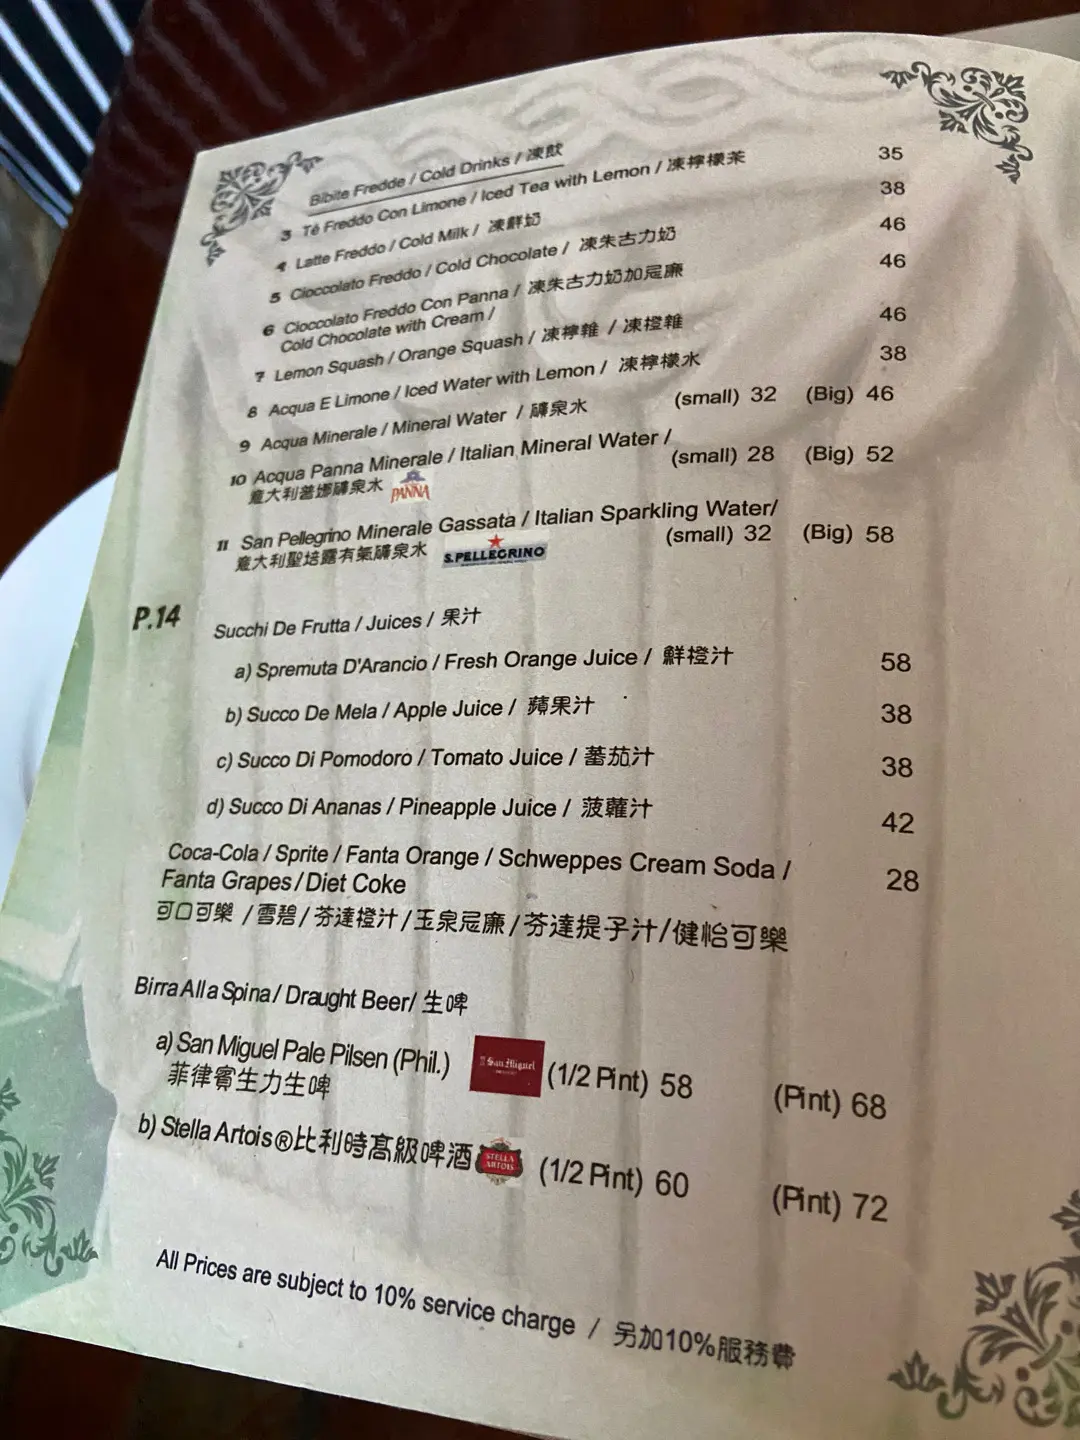 Bibite Fredde / Cold Drinks / 凍飲
3 Té Freddo Con Limone / Iced Tea with Lemon / 凍檸檬茶 35
4 Latte Freddo / Cold Milk / 凍鮮奶 38
5 Cioccolato Freddo / Cold Chocolate / 凍朱古力奶 46
6 Cioccolato Freddo Con Panna / 凍朱古力奶加忌廉 46
Cold Chocolate with Cream /
7 Lemon Squash / Orange Squash / 凍檸雜 / 凍橙雜 46
8 Acqua E Limone / Iced Water with Lemon / 凍檸檬水 38
9 Acqua Minerale / Mineral Water / 礦泉水 (small) 32 (Big) 46
10 Acqua Panna Minerale / Italian Mineral Water /
意大利普娜礦泉水 PANNA (small) 28 (Big) 52
11 San Pellegrino Minerale Gassata / Italian Sparkling Water/
意大利聖培露有氣礦泉水 S.PELLEGRINO (small) 32 (Big) 58
P.14
Succhi De Frutta / Juices / 果汁
a) Spremuta D'Arancio / Fresh Orange Juice / 鮮橙汁 58
b) Succo De Mela / Apple Juice / 蘋果汁 38
c) Succo Di Pomodoro / Tomato Juice / 蕃茄汁 38
d) Succo Di Ananas / Pineapple Juice / 菠蘿汁 42
Coca-Cola / Sprite / Fanta Orange / Schweppes Cream Soda / 28
Fanta Grapes / Diet Coke
可口可樂 / 雪碧 / 芬達橙汁 / 玉泉忌廉 / 芬達提子汁 / 健怡可樂
Birra Alla Spina / Draught Beer/ 生啤
a) San Miguel Pale Pilsen (Phil.) San Miguel (1/2 Pint) 58 (Pint) 68
菲律賓生力生啤
b) Stella Artois®比利時高級啤酒 STELLA ARTOIS (1/2 Pint) 60 (Pint) 72
All Prices are subject to 10% service charge / 另加10%服務費